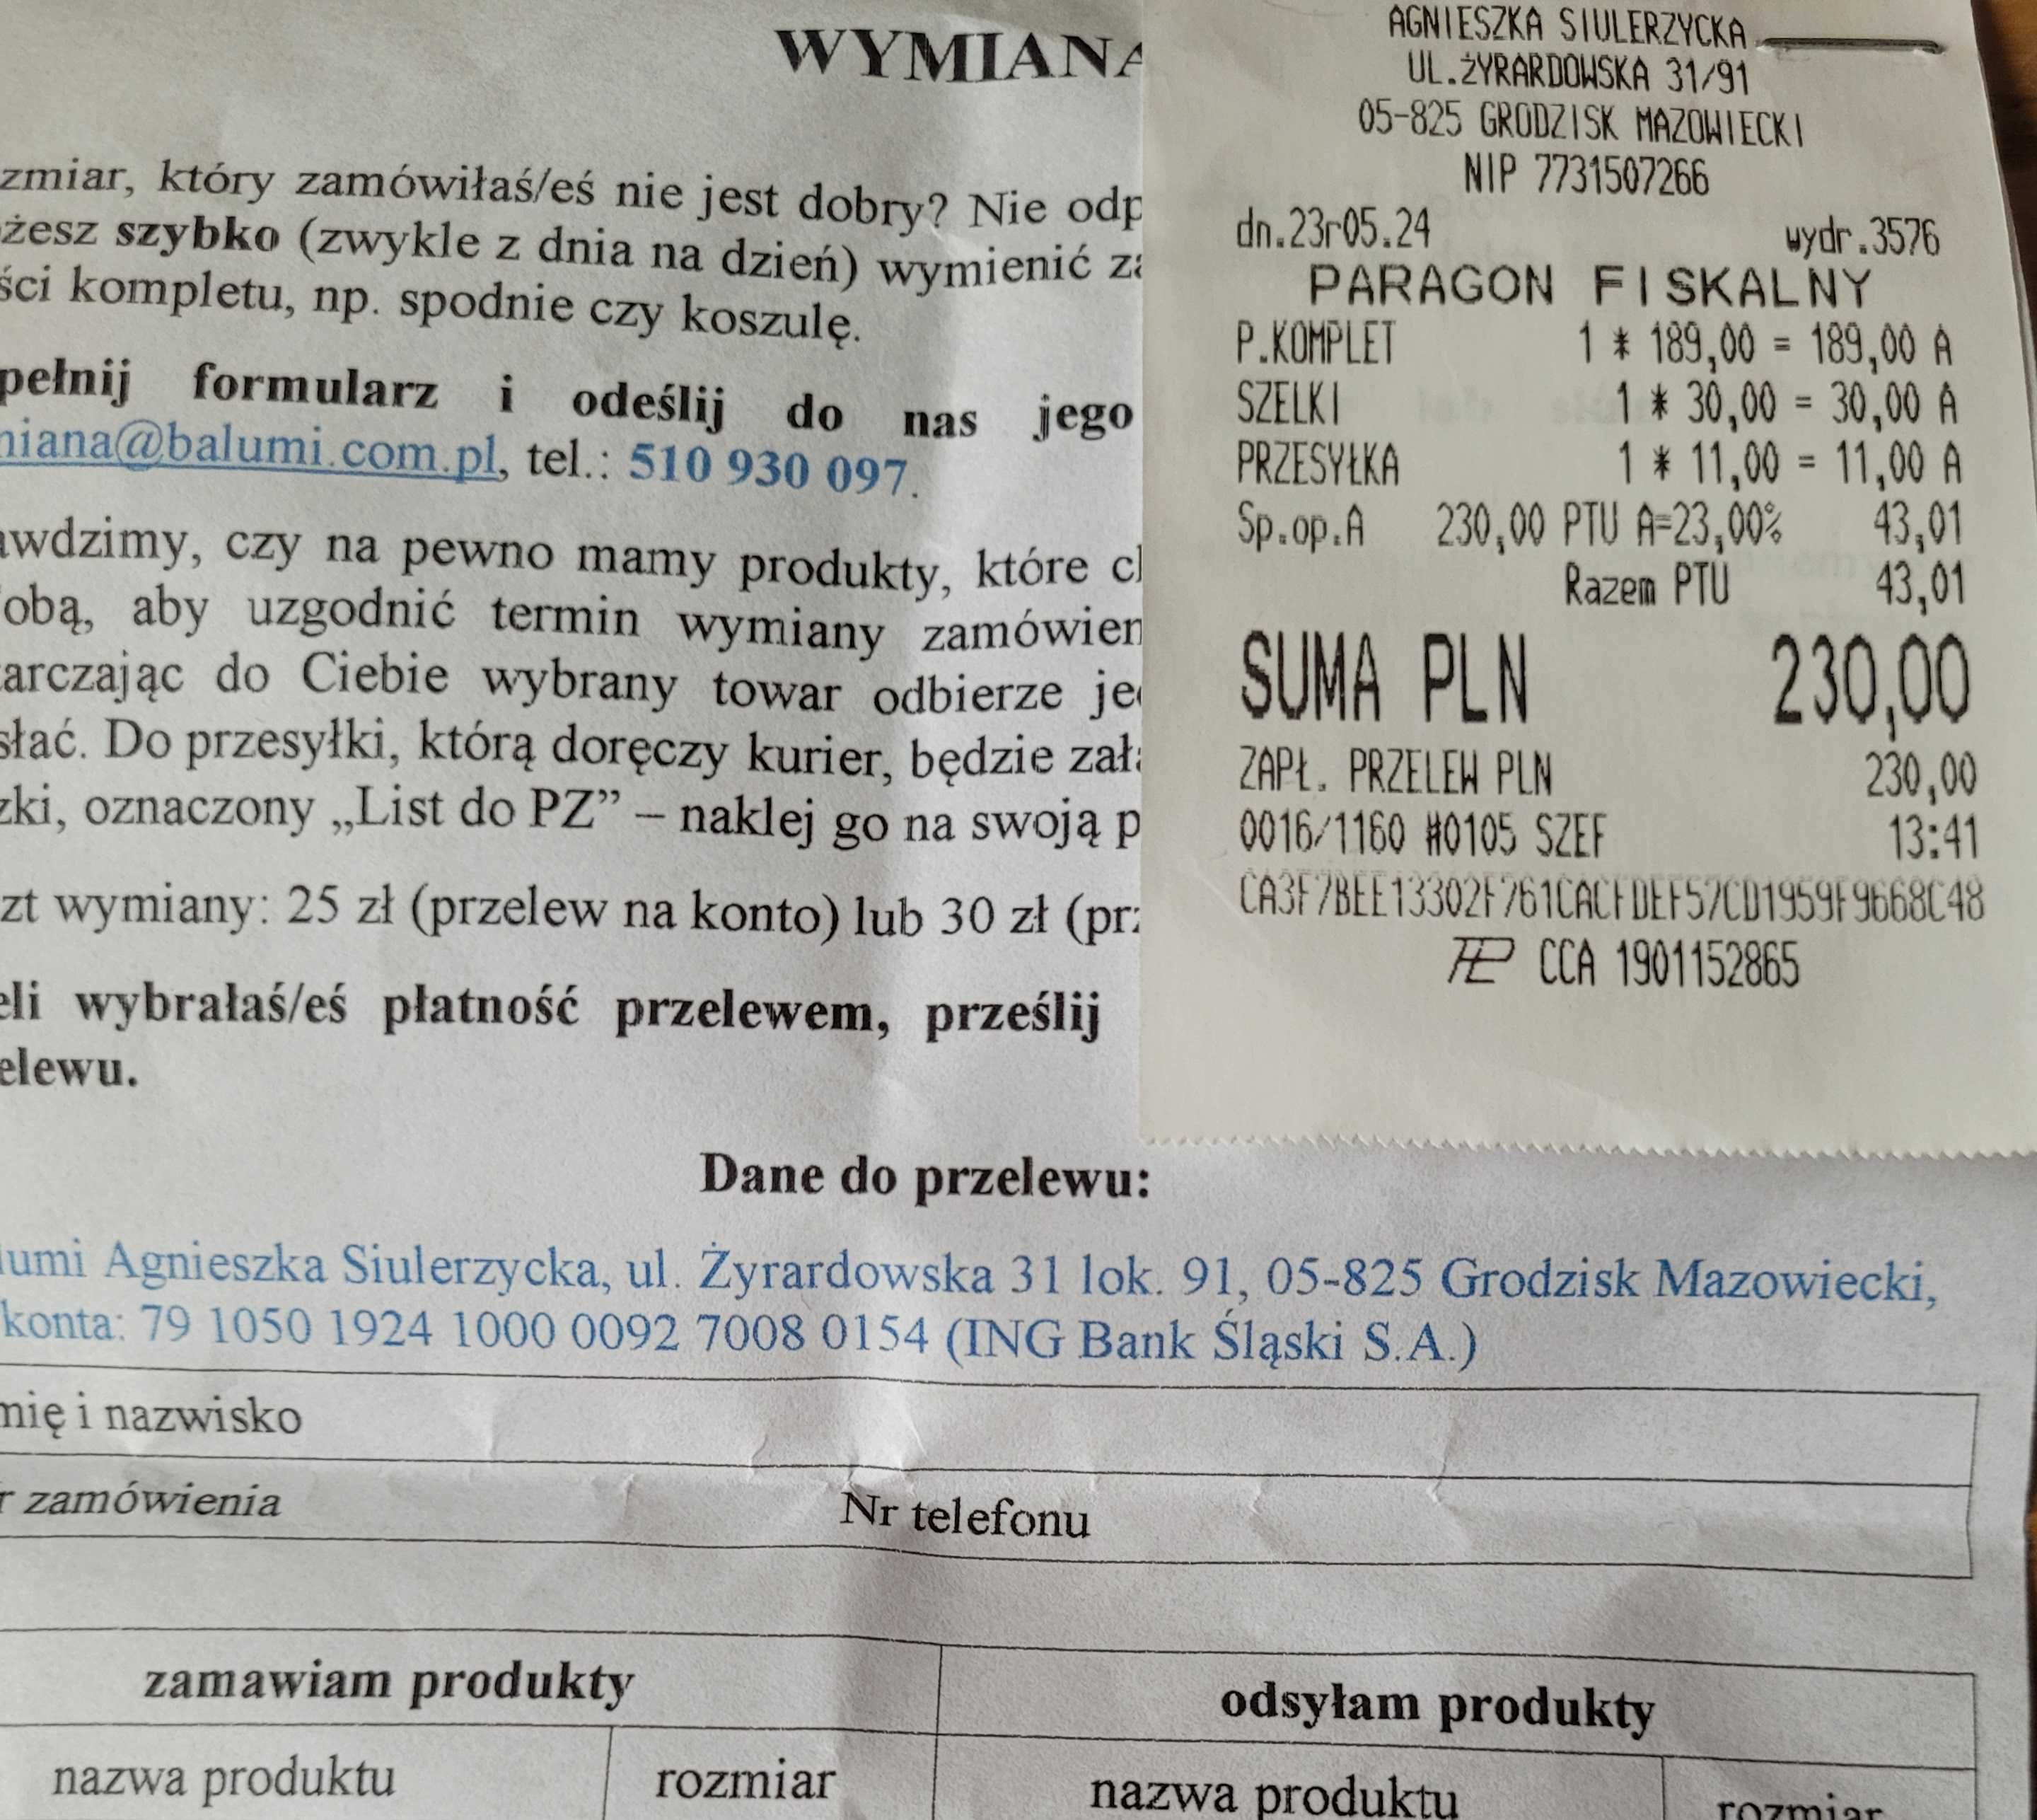 WYMIANA
zmiar, który zamówiłaś/eś nie jest dobry? Nie odp
żesz szybko (zwykle z dnia na dzień) wymienić za
ści kompletu, np. spodnie czy koszulę.
pełnij formularz i odeślij do nas jego
miana@balumi.com.pl, tel.: 510 930 097.
awdzimy, czy na pewno mamy produkty, które ch
obą, aby uzgodnić termin wymiany zamówien
arczając do Ciebie wybrany towar odbierze jed
słać. Do przesyłki, którą doręczy kurier, będzie zała
zki, oznaczony „List do PZ” – naklej go na swoją p
zt wymiany: 25 zł (przelew na konto) lub 30 zł (prz
eli wybrałaś/eś płatność przelewem, prześlij
elewu.
Dane do przelewu:
lumi Agnieszka Siulerzycka, ul. Żyrardowska 31 lok. 91, 05-825 Grodzisk Mazowiecki,
konta: 79 1050 1924 1000 0092 7008 0154 (ING Bank Śląski S.A.)
mię i nazwisko
r zamówienia Nr telefonu
zamawiam produkty odsyłam produkty
nazwa produktu rozmiar nazwa produktu rozmiar
AGNIESZKA SIULERZYCKA
UL.ŻYRARDOWSKA 31/91
05-825 GRODZISK MAZOWIECKI
NIP 7731507266
dn.23r05.24 wydr.3576
PARAGON FISKALNY
P.KOMPLET 1 * 189,00 = 189,00 A
SZELKI 1 * 30,00 = 30,00 A
PRZESYŁKA 1 * 11,00 = 11,00 A
Sp.op.A 230,00 PTU A=23,00% 43,01
Razem PTU 43,01
SUMA PLN 230,00
ZAPŁ. PRZELEW PLN 230,00
0016/1160 #0105 SZEF 13:41
CA3F7BEE13302F761CACFDEF57CD1959F9668C48
CCA 1901152865